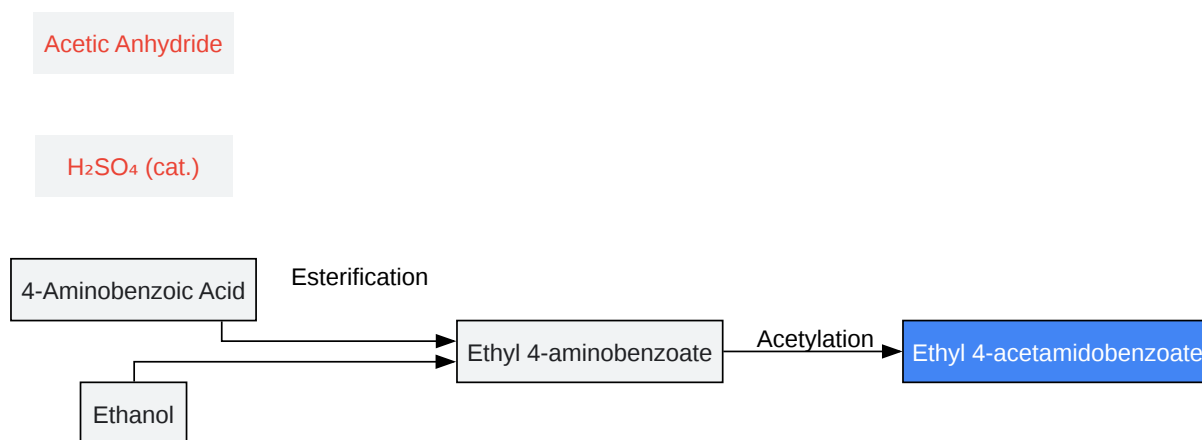 Acetic Anhydride
H₂SO₄ (cat.)
4-Aminobenzoic Acid
Esterification
Ethyl 4-aminobenzoate
Acetylation
Ethyl 4-acetamidobenzoate
Ethanol